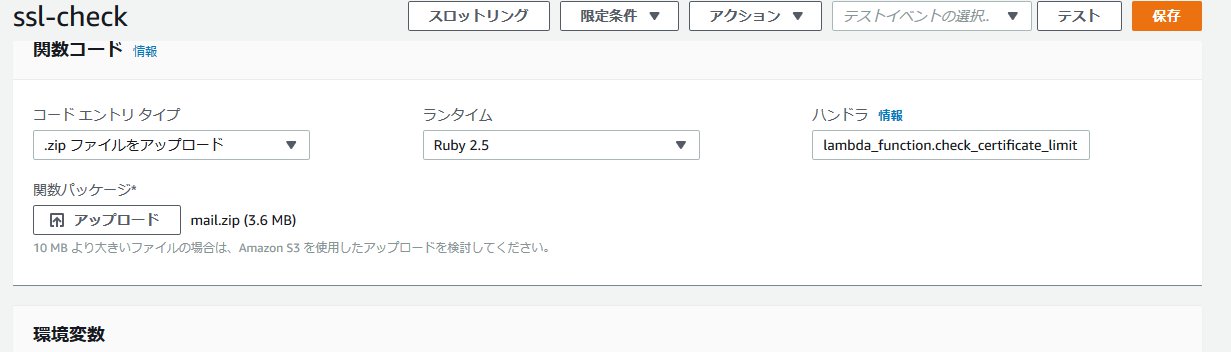 ssl-check
スロットリング 限定条件 ▼ アクション ▼ テストイベントの選択.. ▼ テスト 保存
関数コード 情報
コード エントリ タイプ ランタイム ハンドラ 情報
.zip ファイルをアップロード ▼ Ruby 2.5 ▼ lambda_function.check_certificate_limit
関数パッケージ*
アップロード mail.zip (3.6 MB)
10 MB より大きいファイルの場合は、Amazon S3 を使用したアップロードを検討してください。
環境変数